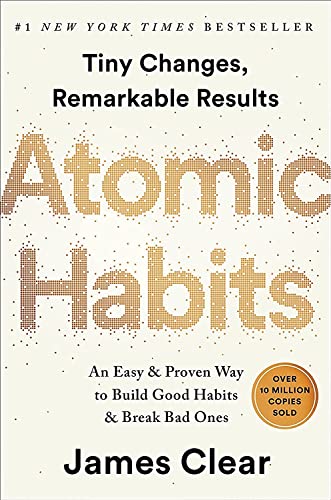 #1 NEW YORK TIMES BESTSELLER
Tiny Changes,
Remarkable Results
Atomic
Habits
An Easy & Proven Way
to Build Good Habits
& Break Bad Ones
OVER
10 MILLION
COPIES
SOLD
James Clear